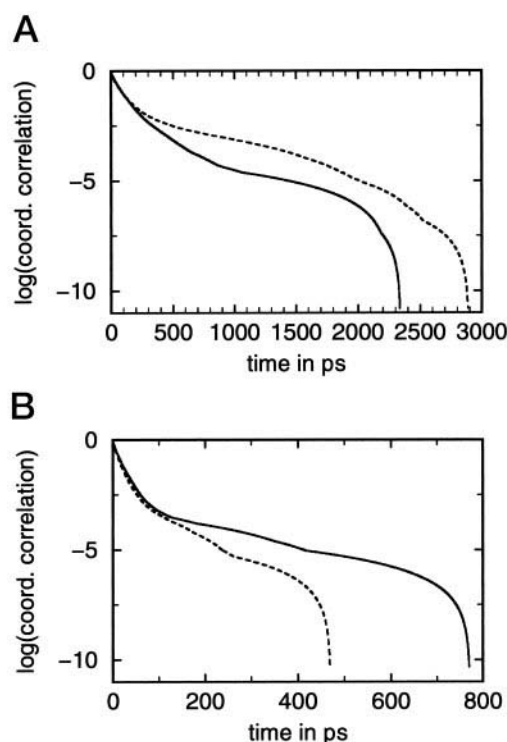 A
log(coord. correlation)
0
−5
−10
0 500 1000 1500 2000 2500 3000
time in ps
B
log(coord. correlation)
0
−5
−10
0 200 400 600 800
time in ps